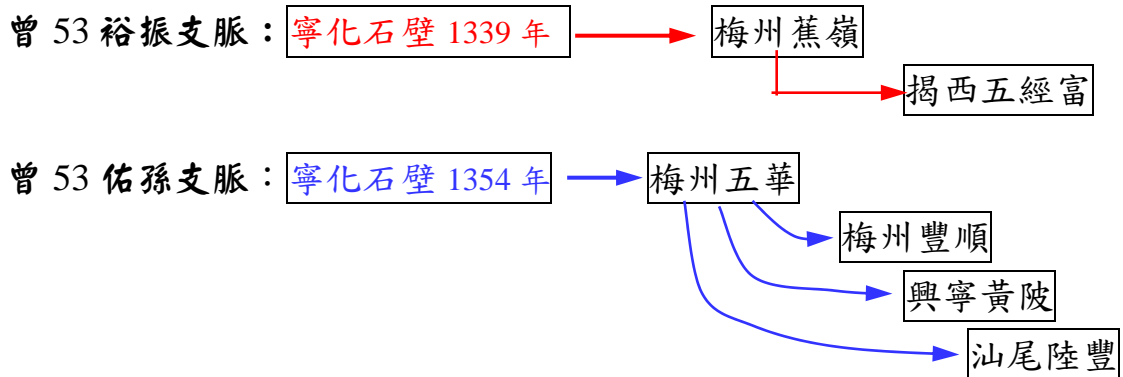 曾 53 裕振支脈：寧化石壁 1339 年 梅州蕉嶺
揭西五經富
曾 53 佑孫支脈：寧化石壁 1354 年 梅州五華
梅州豐順
興寧黃陂
汕尾陸豐